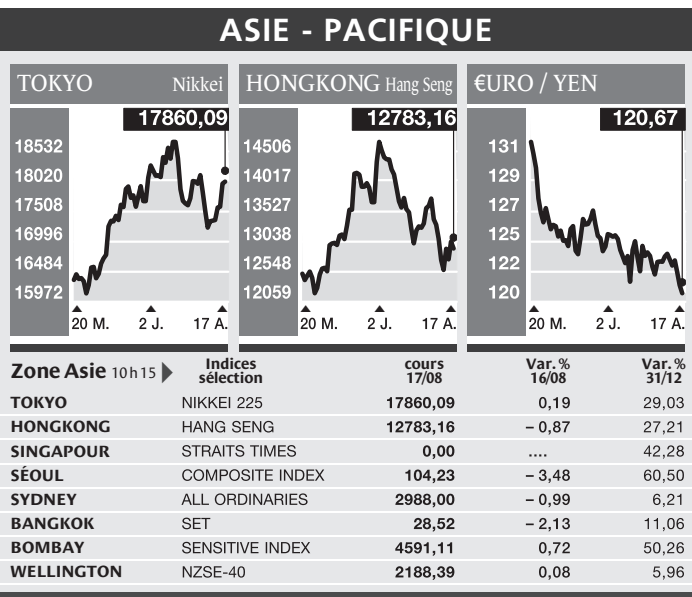 ASIE - PACIFIQUE
TOKYO Nikkei
17860,09
18532
18020
17508
16996
16484
15972
20 M. 2 J. 17 A.
HONGKONG Hang Seng
12783,16
14506
14017
13527
13038
12548
12059
20 M. 2 J. 17 A.
€URO / YEN
120,67
131
129
127
125
122
120
20 M. 2 J. 17 A.
Zone Asie 10h15 Indices sélection cours 17/08 Var. % 16/08 Var. % 31/12
TOKYO NIKKEI 225 17860,09 0,19 29,03
HONGKONG HANG SENG 12783,16 – 0,87 27,21
SINGAPOUR STRAITS TIMES 0,00 .... 42,28
SÉOUL COMPOSITE INDEX 104,23 – 3,48 60,50
SYDNEY ALL ORDINARIES 2988,00 – 0,99 6,21
BANGKOK SET 28,52 – 2,13 11,06
BOMBAY SENSITIVE INDEX 4591,11 0,72 50,26
WELLINGTON NZSE-40 2188,39 0,08 5,96